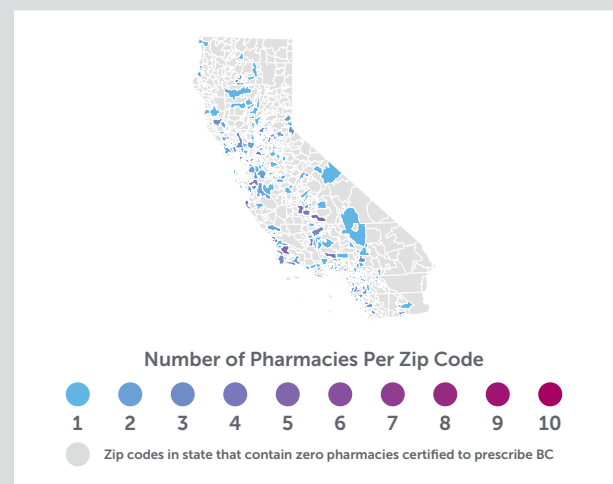 Number of Pharmacies Per Zip Code
1 2 3 4 5 6 7 8 9 10
Zip codes in state that contain zero pharmacies certified to prescribe BC